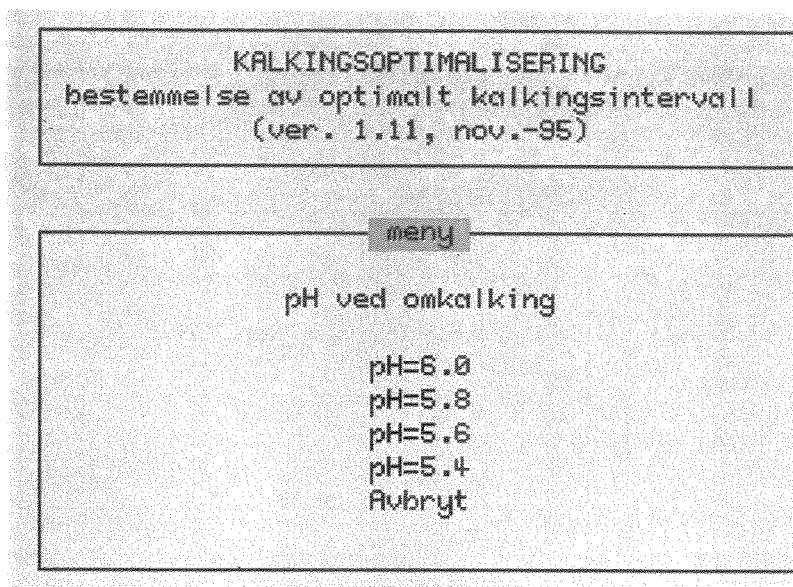 KALKINGSOPTIMALISERING
bestemmelse av optimalt kalkingsintervall
(ver. 1.11, nov.-95)
meny
pH ved omkalking
pH=6.0
pH=5.8
pH=5.6
pH=5.4
Avbryt